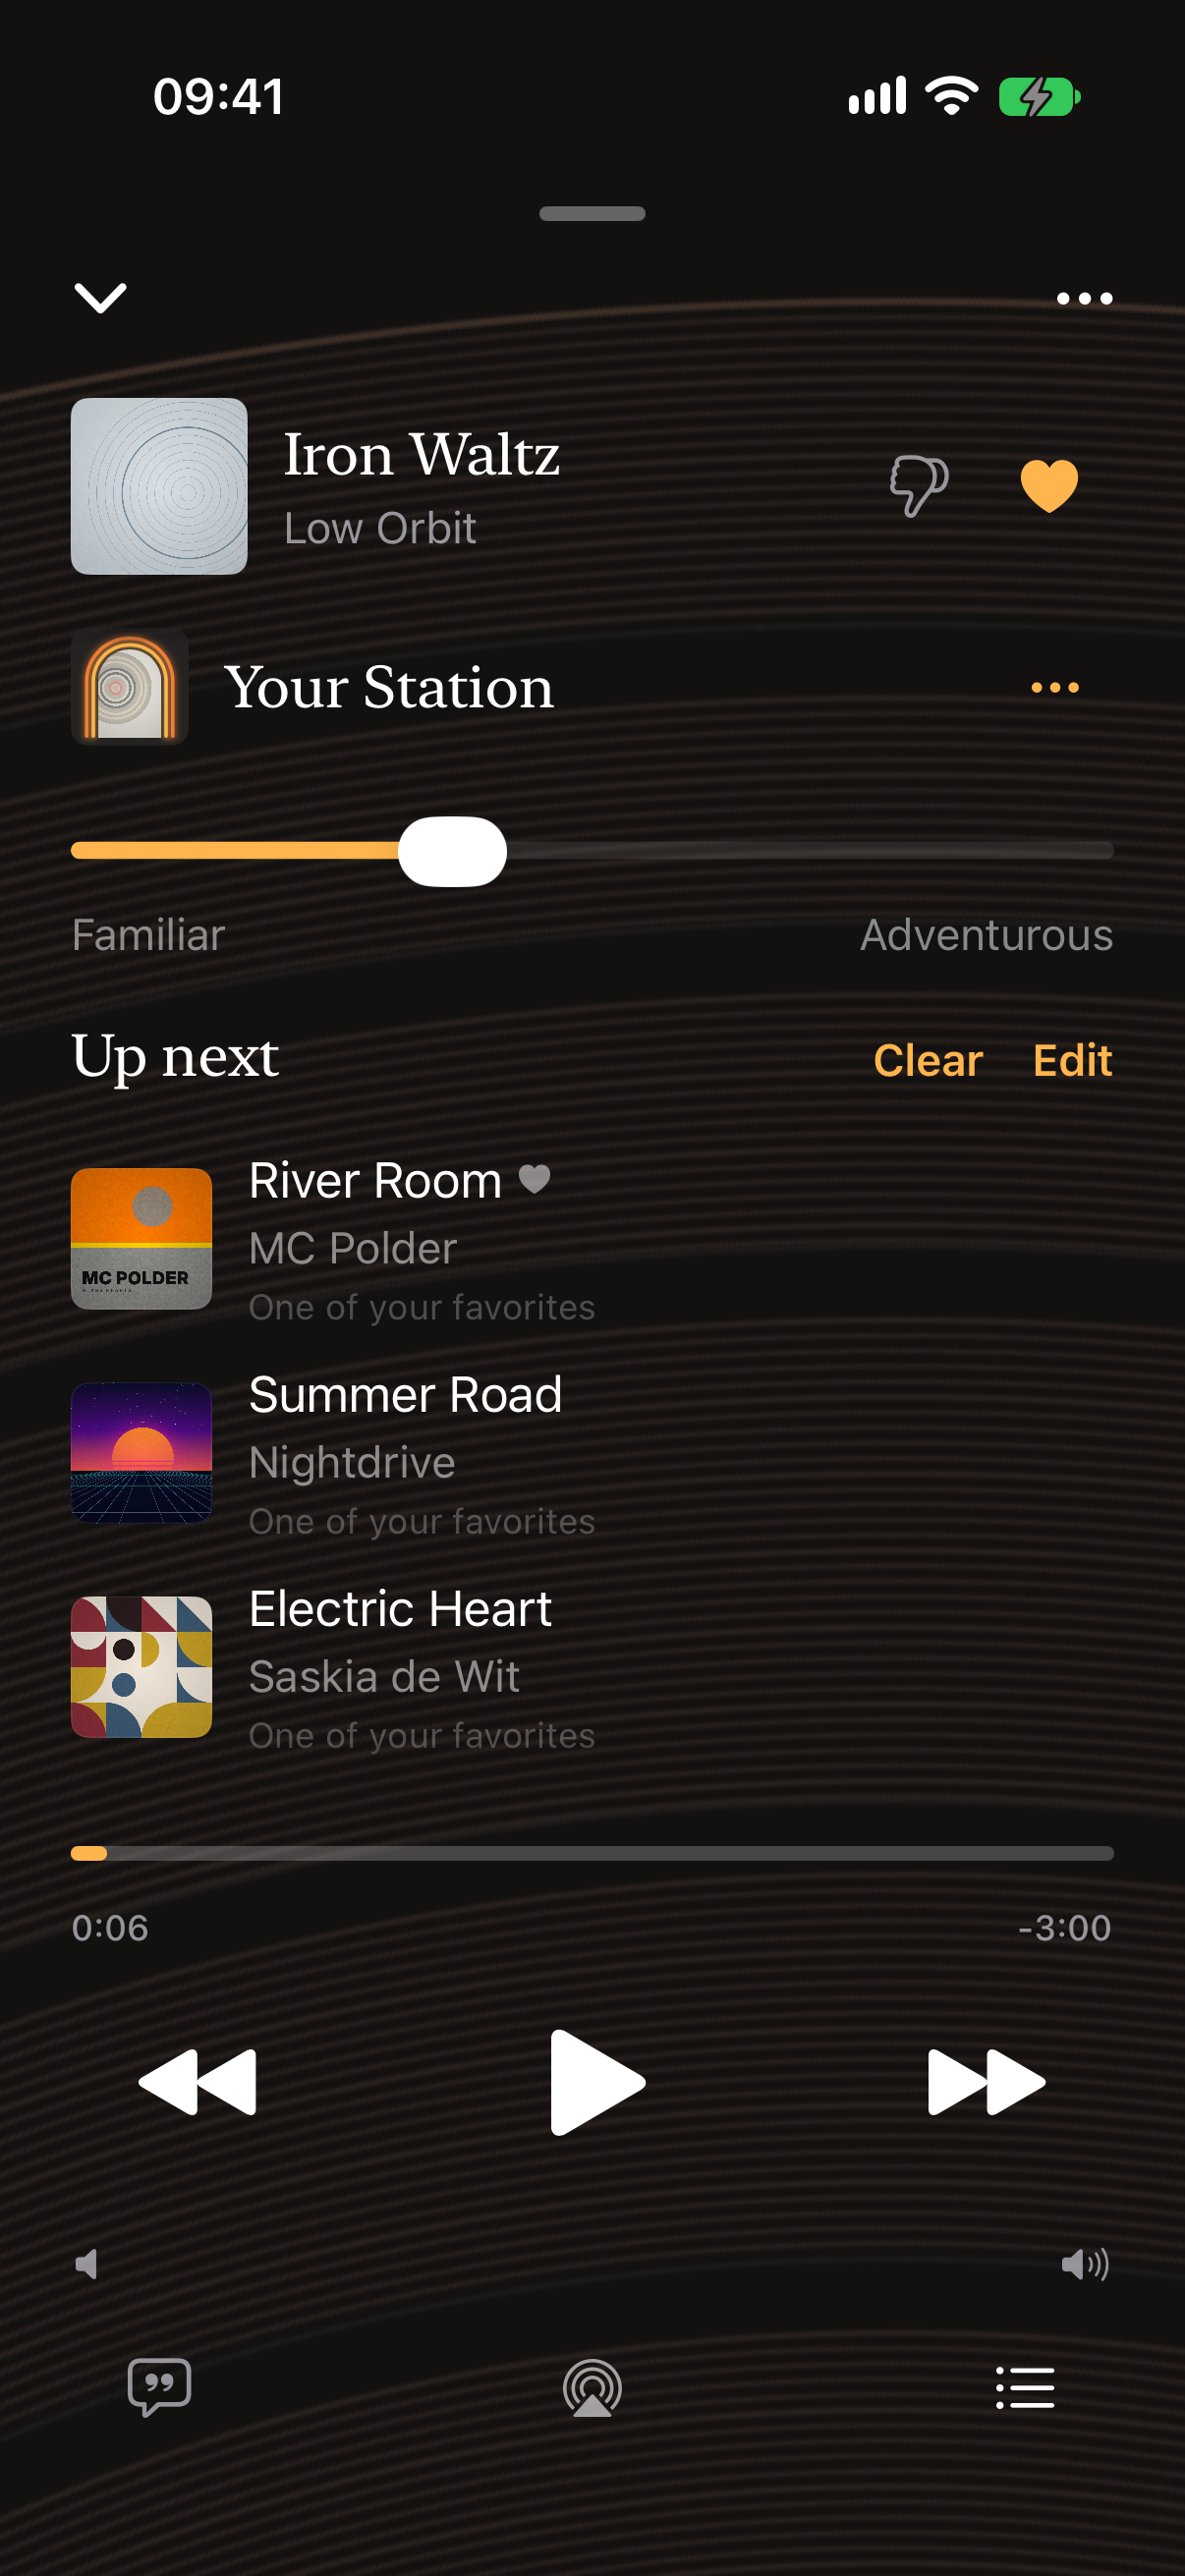 09:41
Iron Waltz
Low Orbit
Your Station
Familiar
Adventurous
Up next
Clear
Edit
River Room
MC Polder
One of your favorites
MC POLDER
Summer Road
Nightdrive
One of your favorites
Electric Heart
Saskia de Wit
One of your favorites
0:06
-3:00